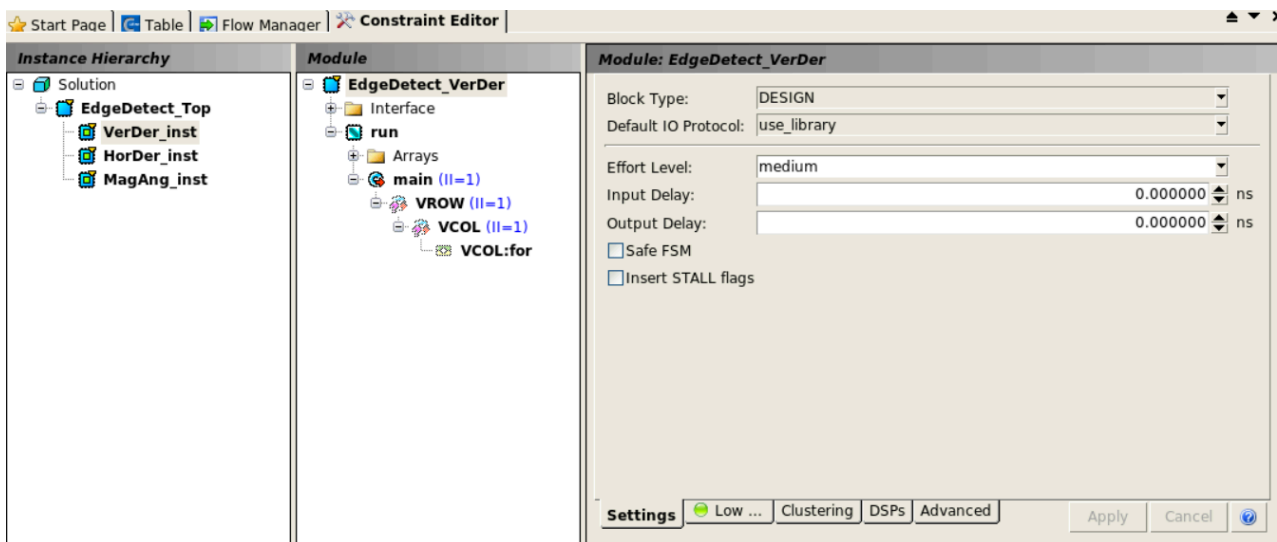 Start Page Table Flow Manager Constraint Editor
Instance Hierarchy
Solution
EdgeDetect_Top
VerDer_inst
HorDer_inst
MagAng_inst
Module
EdgeDetect_VerDer
Interface
run
Arrays
main (II=1)
VROW (II=1)
VCOL (II=1)
VCOL:for
Module: EdgeDetect_VerDer
Block Type: DESIGN
Default IO Protocol: use_library
Effort Level: medium
Input Delay: 0.000000 ns
Output Delay: 0.000000 ns
Safe FSM
Insert STALL flags
Settings Low ... Clustering DSPs Advanced Apply Cancel